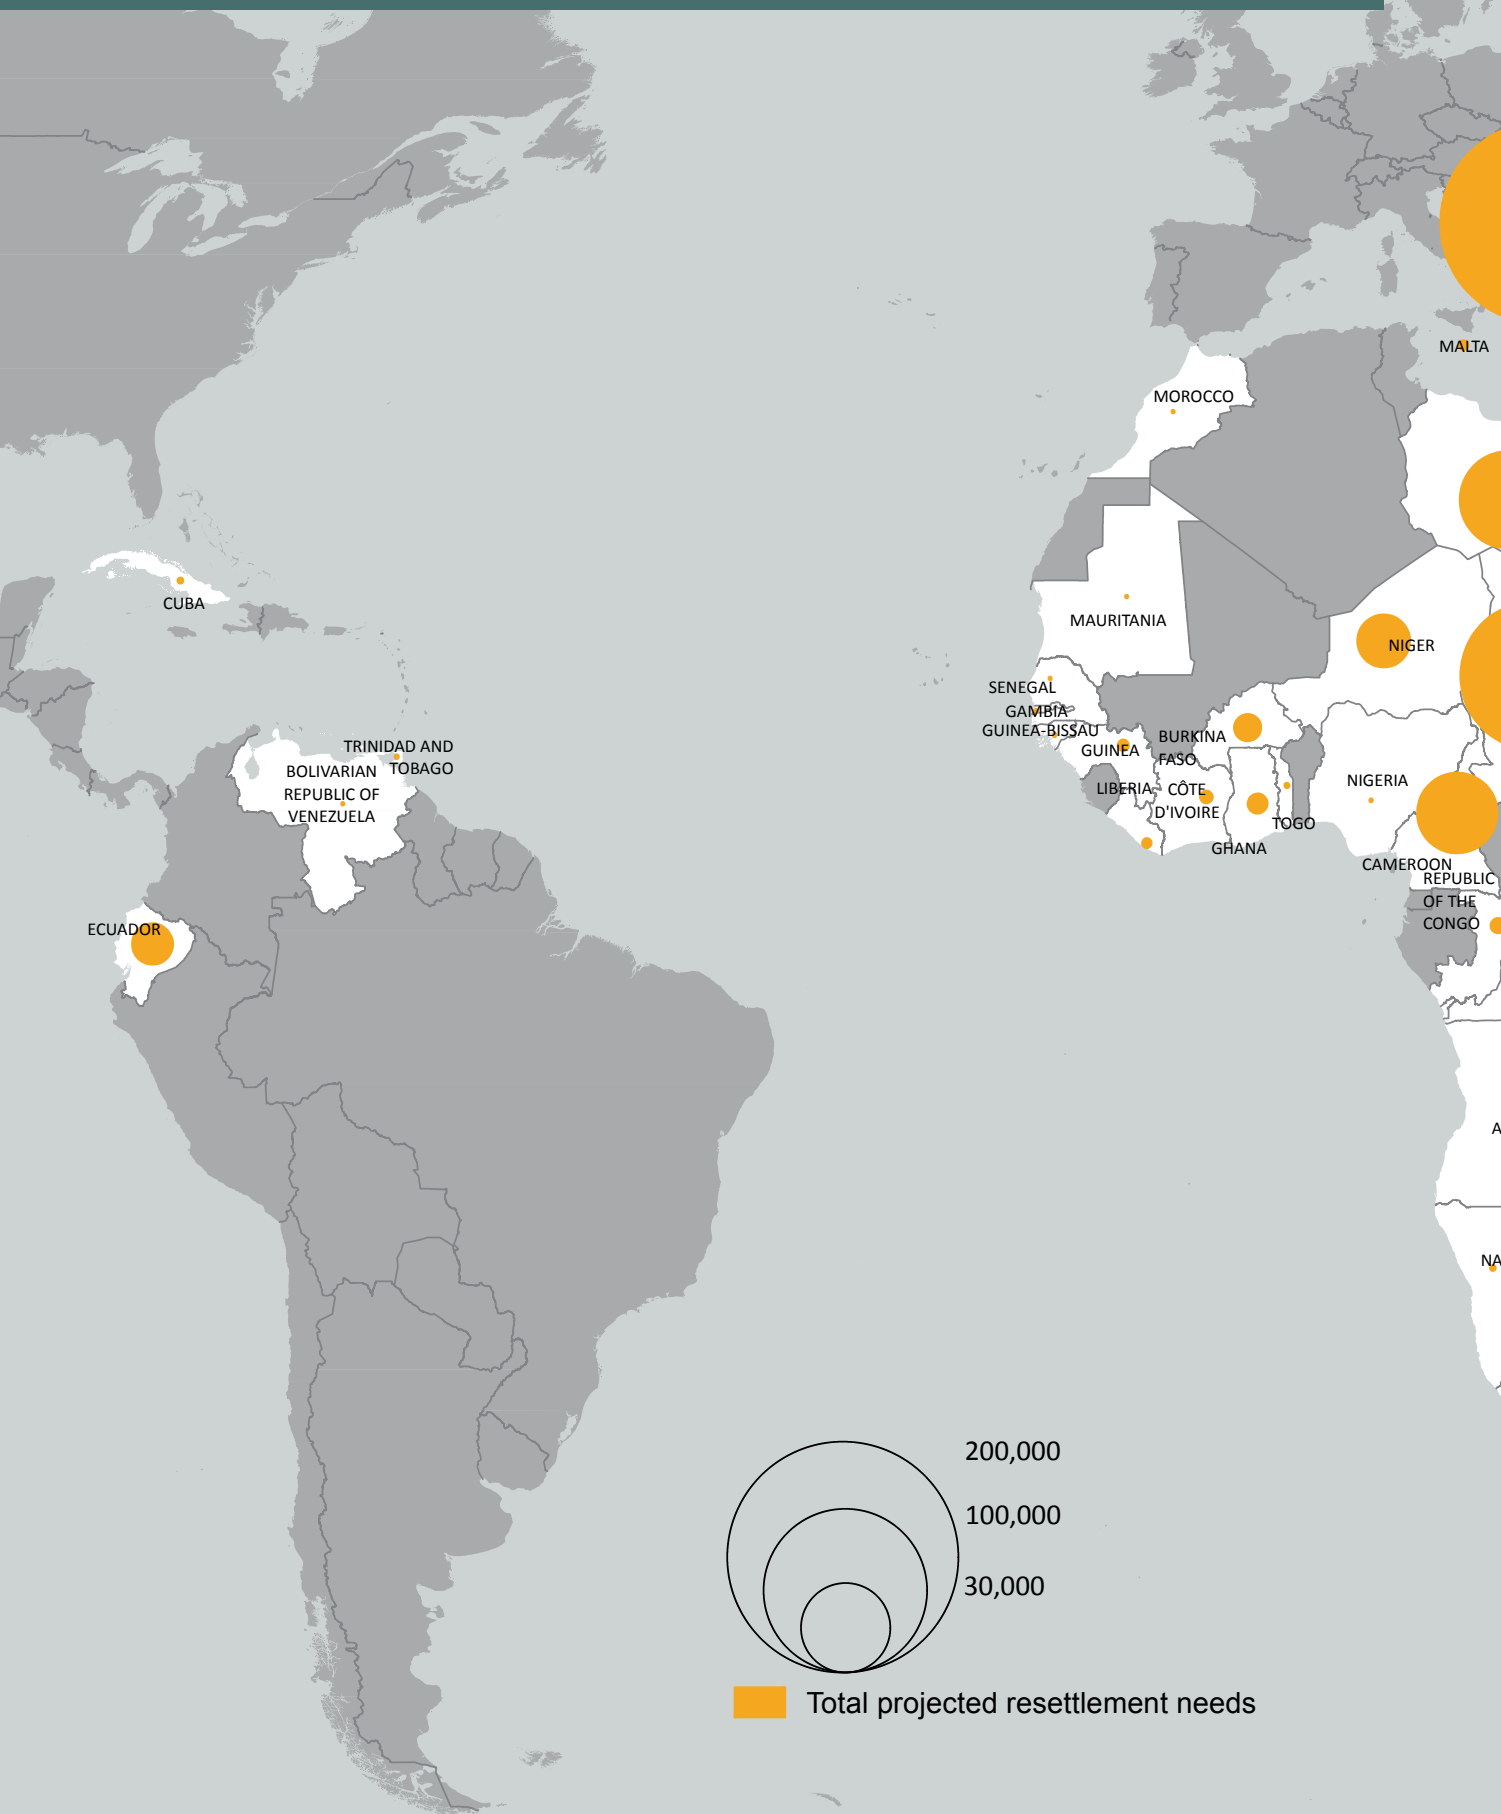 MALTA
MOROCCO
CUBA
MAURITANIA
NIGER
SENEGAL
GAMBIA
GUINEA-BISSAU
GUINEA
BURKINA
FASO
TRINIDAD AND
TOBAGO
BOLIVARIAN
REPUBLIC OF
VENEZUELA
LIBERIA
CÔTE
D'IVOIRE
NIGERIA
TOGO
GHANA
CAMEROON
REPUBLIC
OF THE
CONGO
ECUADOR
A
NA
200,000
100,000
30,000
Total projected resettlement needs